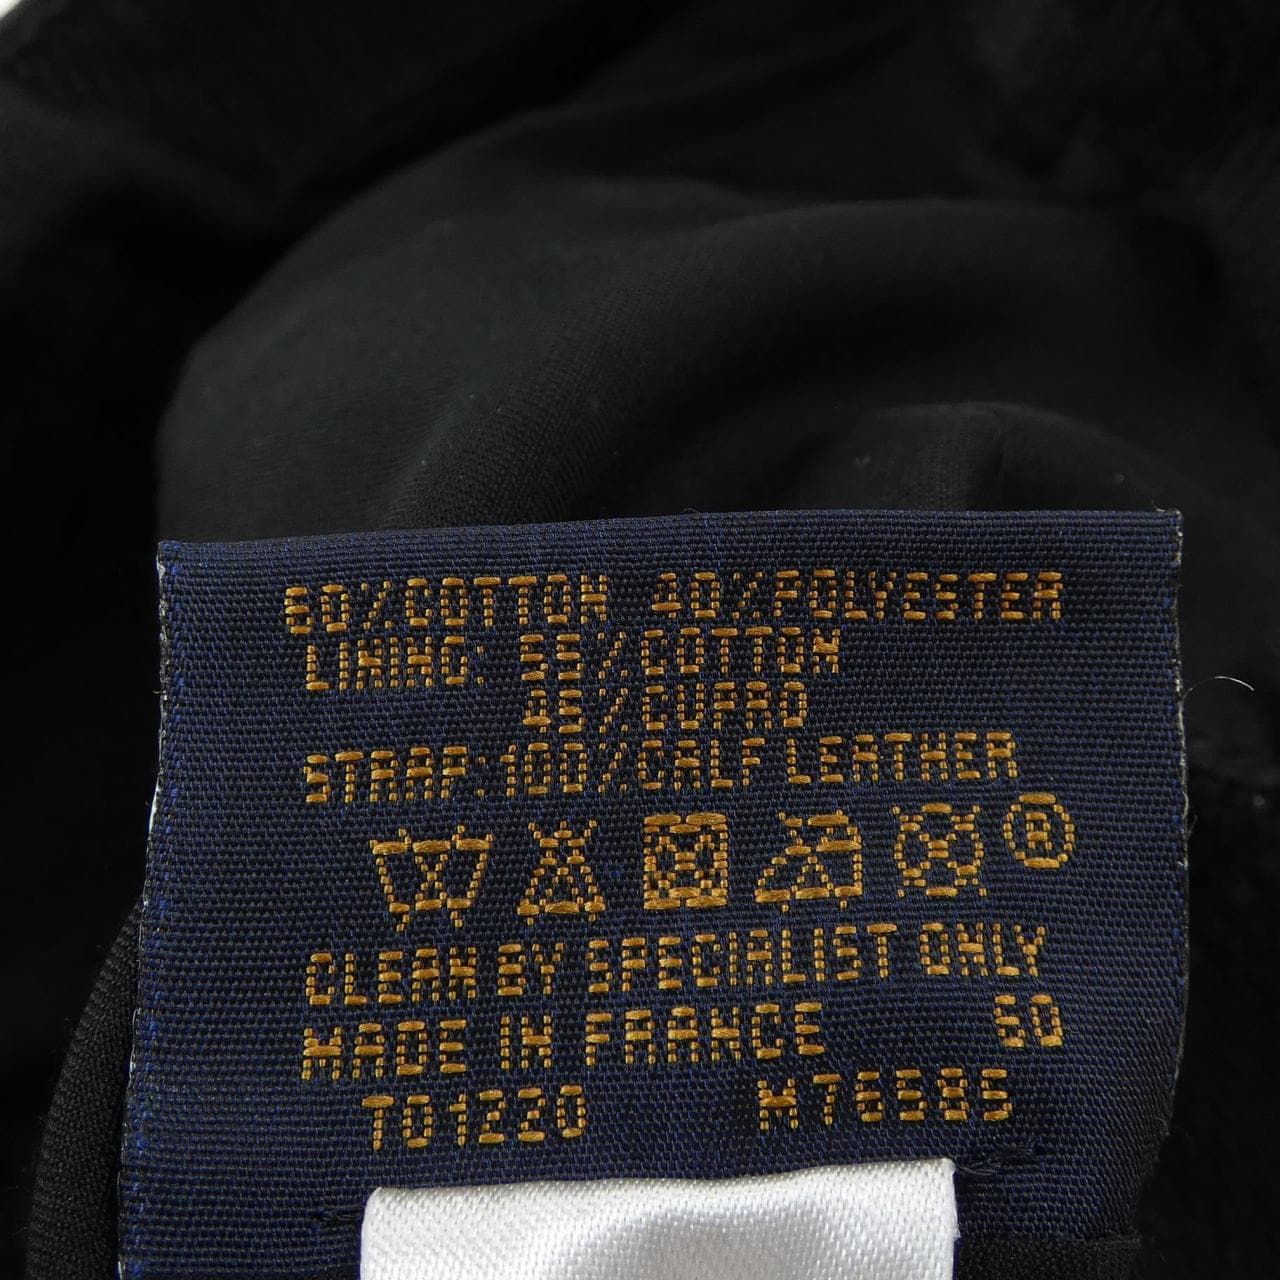 60%COTTON 40%POLYESTER
LINING: 55%COTTON
45%CUPRO
STRAP:100%CALF LEATHER
®
CLEAN BY SPECIALIST ONLY
MADE IN FRANCE 60
TO1220 M76585